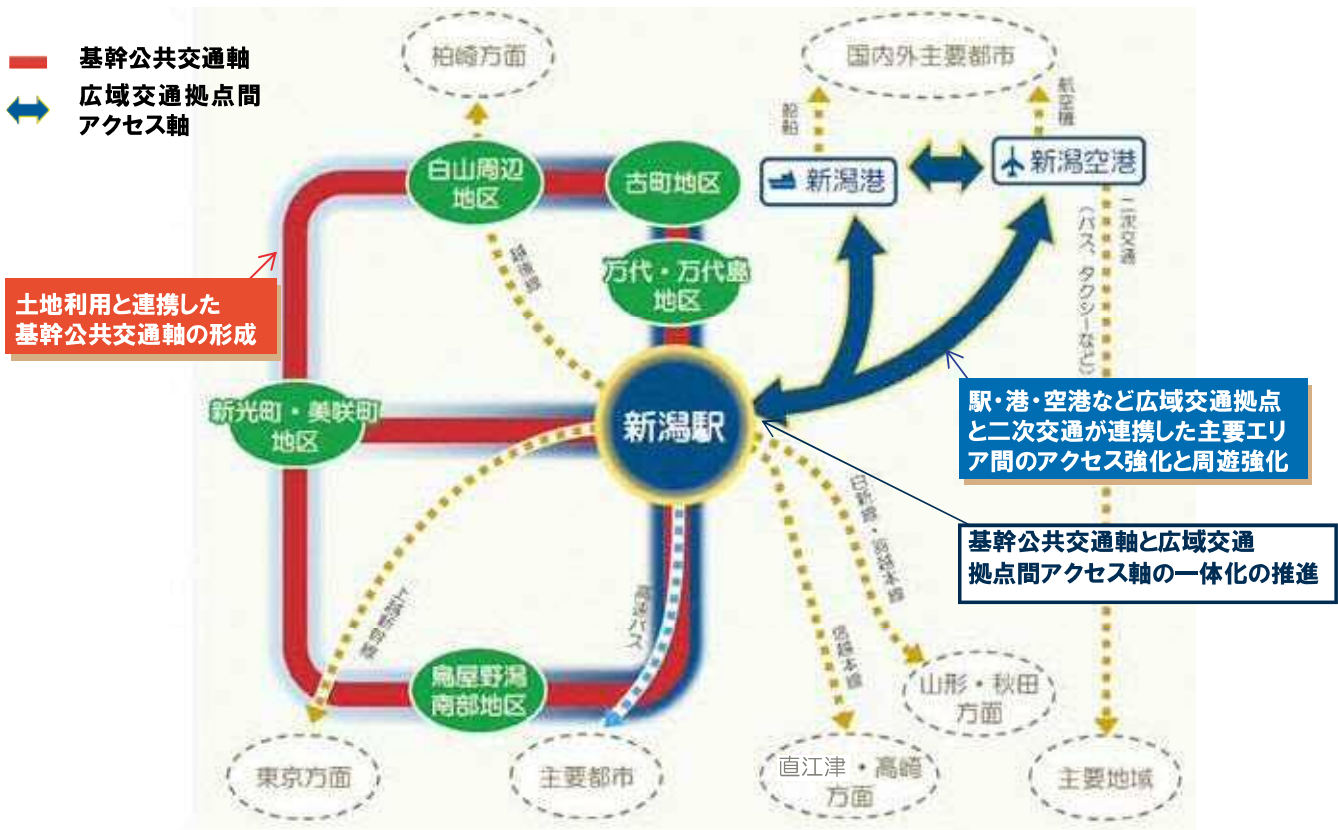 基幹公共交通軸
広域交通拠点間
アクセス軸
柏崎方面
国内外主要都市
船舶
航空機
白山周辺
地区
古町地区
新潟港
新潟空港
二次交通
（バス、タクシーなど）
越後線
万代・万代島
地区
土地利用と連携した
基幹公共交通軸の形成
新光町・美咲町
地区
新潟駅
駅・港・空港など広域交通拠点
と二次交通が連携した主要エリ
ア間のアクセス強化と周遊強化
基幹公共交通軸と広域交通
拠点間アクセス軸の一体化の推進
白新線・羽越本線
信越本線
上越新幹線
高速バス
鳥屋野潟
南部地区
山形・秋田
方面
東京方面
主要都市
直江津・高崎
方面
主要地域